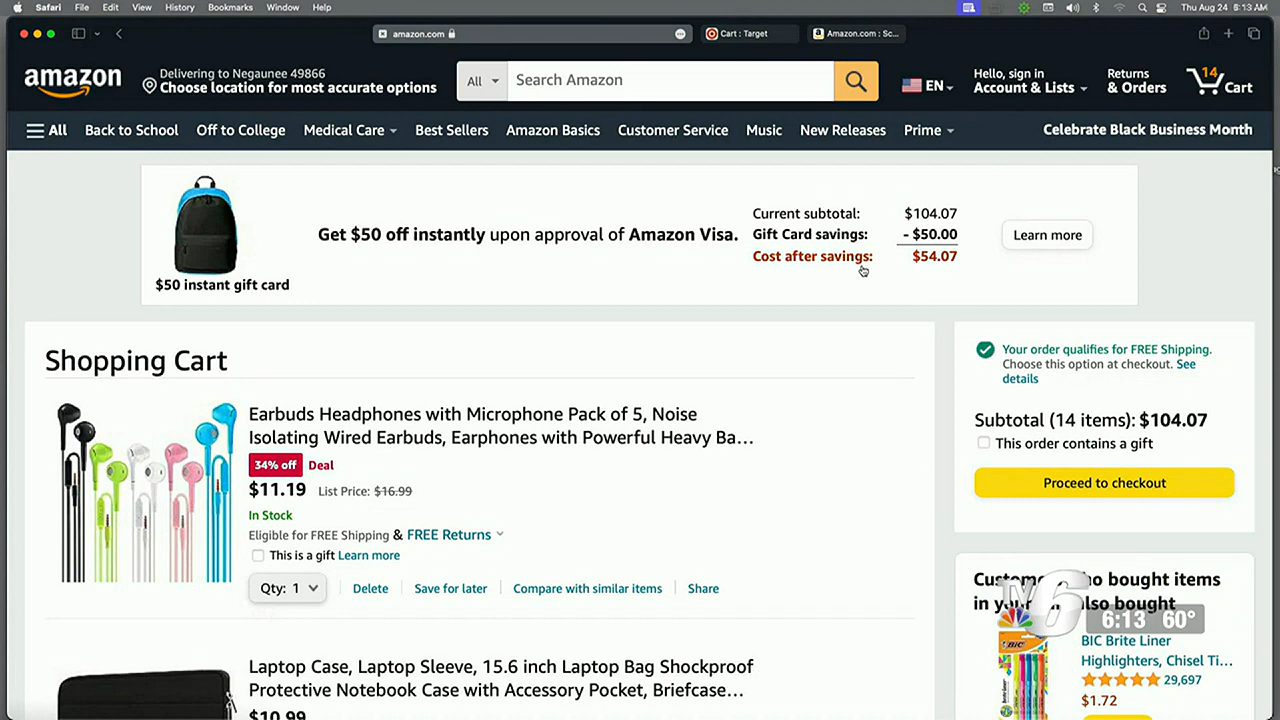 Safari File Edit View History Bookmarks Window Help
Thu Aug 24 5:13 AM
amazon.com
Cart : Target
Amazon.com : Sc...
amazon
Delivering to Negaunee 49866
Choose location for most accurate options
All
Search Amazon
EN
Hello, sign in
Account & Lists
Returns
& Orders
14
Cart
All
Back to School
Off to College
Medical Care
Best Sellers
Amazon Basics
Customer Service
Music
New Releases
Prime
Celebrate Black Business Month
$50 instant gift card
Get $50 off instantly upon approval of Amazon Visa.
Current subtotal: $104.07
Gift Card savings: - $50.00
Cost after savings: $54.07
Learn more
Shopping Cart
Earbuds Headphones with Microphone Pack of 5, Noise
Isolating Wired Earbuds, Earphones with Powerful Heavy Ba...
34% off Deal
$11.19 List Price: $16.99
In Stock
Eligible for FREE Shipping & FREE Returns
This is a gift Learn more
Qty: 1
Delete
Save for later
Compare with similar items
Share
Laptop Case, Laptop Sleeve, 15.6 inch Laptop Bag Shockproof
Protective Notebook Case with Accessory Pocket, Briefcase...
$10.99
Your order qualifies for FREE Shipping.
Choose this option at checkout. See
details
Subtotal (14 items): $104.07
This order contains a gift
Proceed to checkout
bought items
in also bought
TV6
6:13 60°
BIC
BIC Brite Liner
Highlighters, Chisel Ti...
29,697
$1.72